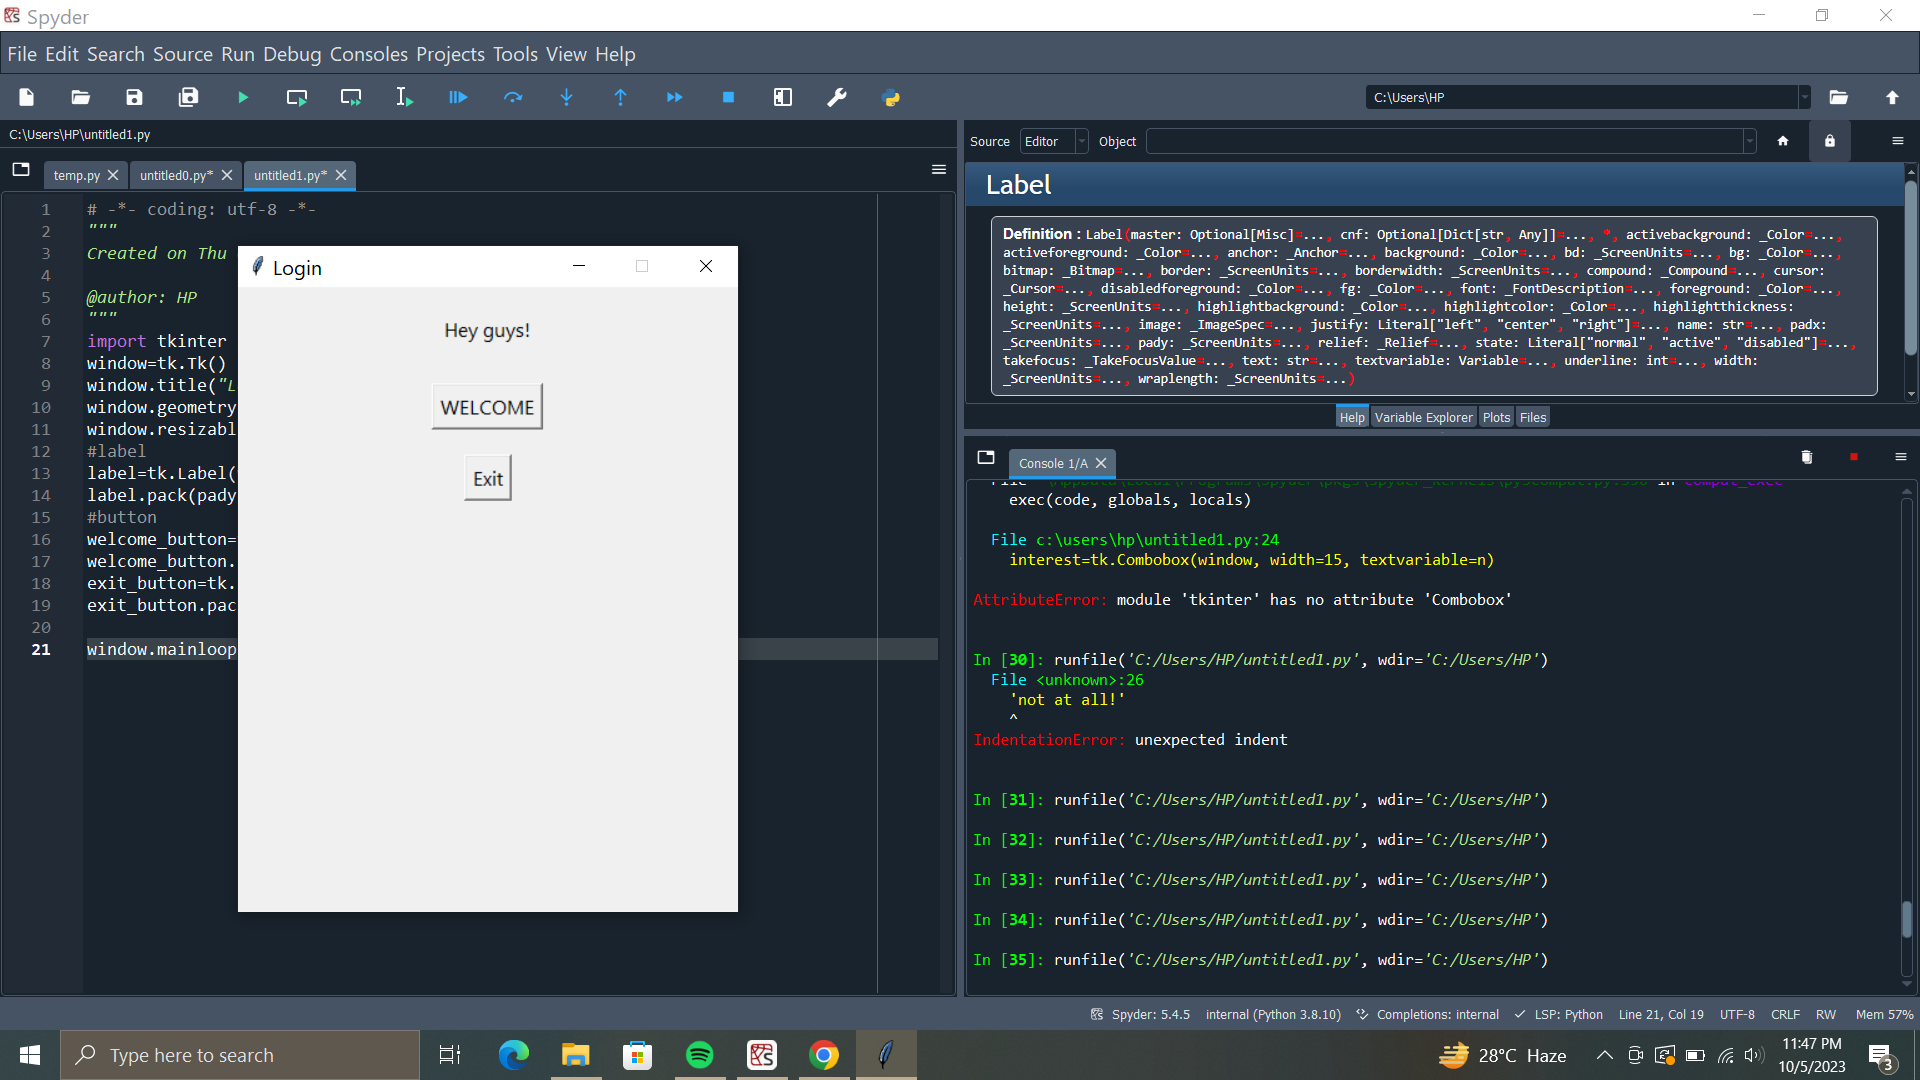 Spyder
File Edit Search Source Run Debug Consoles Projects Tools View Help
C:\Users\HP
C:\Users\HP\untitled1.py
temp.py
untitled0.py*
untitled1.py*
1 # -*- coding: utf-8 -*-
2 """
3 Created on Thu
4
5 @author: HP
6 """
7 import tkinter
8 window=tk.Tk()
9 window.title("L
10 window.geometry
11 window.resizabl
12 #label
13 label=tk.Label(
14 label.pack(pady
15 #button
16 welcome_button=
17 welcome_button.
18 exit_button=tk.
19 exit_button.pac
20
21 window.mainloop
Login
Hey guys!
WELCOME
Exit
Source Editor Object
Label
Definition : Label(master: Optional[Misc]=..., cnf: Optional[Dict[str, Any]]=..., *, activebackground: _Color=...,
activeforeground: _Color=..., anchor: _Anchor=..., background: _Color=..., bd: _ScreenUnits=..., bg: _Color=...,
bitmap: _Bitmap=..., border: _ScreenUnits=..., borderwidth: _ScreenUnits=..., compound: _Compound=..., cursor:
_Cursor=..., disabledforeground: _Color=..., fg: _Color=..., font: _FontDescription=..., foreground: _Color=...,
height: _ScreenUnits=..., highlightbackground: _Color=..., highlightcolor: _Color=..., highlightthickness:
_ScreenUnits=..., image: _ImageSpec=..., justify: Literal["left", "center", "right"]=..., name: str=..., padx:
_ScreenUnits=..., pady: _ScreenUnits=..., relief: _Relief=..., state: Literal["normal", "active", "disabled"]=...,
takefocus: _TakeFocusValue=..., text: str=..., textvariable: Variable=..., underline: int=..., width:
_ScreenUnits=..., wraplength: _ScreenUnits=...)
Help Variable Explorer Plots Files
Console 1/A
exec(code, globals, locals)
File c:\users\hp\untitled1.py:24
interest=tk.Combobox(window, width=15, textvariable=n)
AttributeError: module 'tkinter' has no attribute 'Combobox'
In [30]: runfile('C:/Users/HP/untitled1.py', wdir='C:/Users/HP')
File <unknown>:26
'not at all!'
^
IndentationError: unexpected indent
In [31]: runfile('C:/Users/HP/untitled1.py', wdir='C:/Users/HP')
In [32]: runfile('C:/Users/HP/untitled1.py', wdir='C:/Users/HP')
In [33]: runfile('C:/Users/HP/untitled1.py', wdir='C:/Users/HP')
In [34]: runfile('C:/Users/HP/untitled1.py', wdir='C:/Users/HP')
In [35]: runfile('C:/Users/HP/untitled1.py', wdir='C:/Users/HP')
Spyder: 5.4.5 internal (Python 3.8.10) Completions: internal LSP: Python Line 21, Col 19 UTF-8 CRLF RW Mem 57%
Type here to search
28°C Haze
11:47 PM
10/5/2023
3